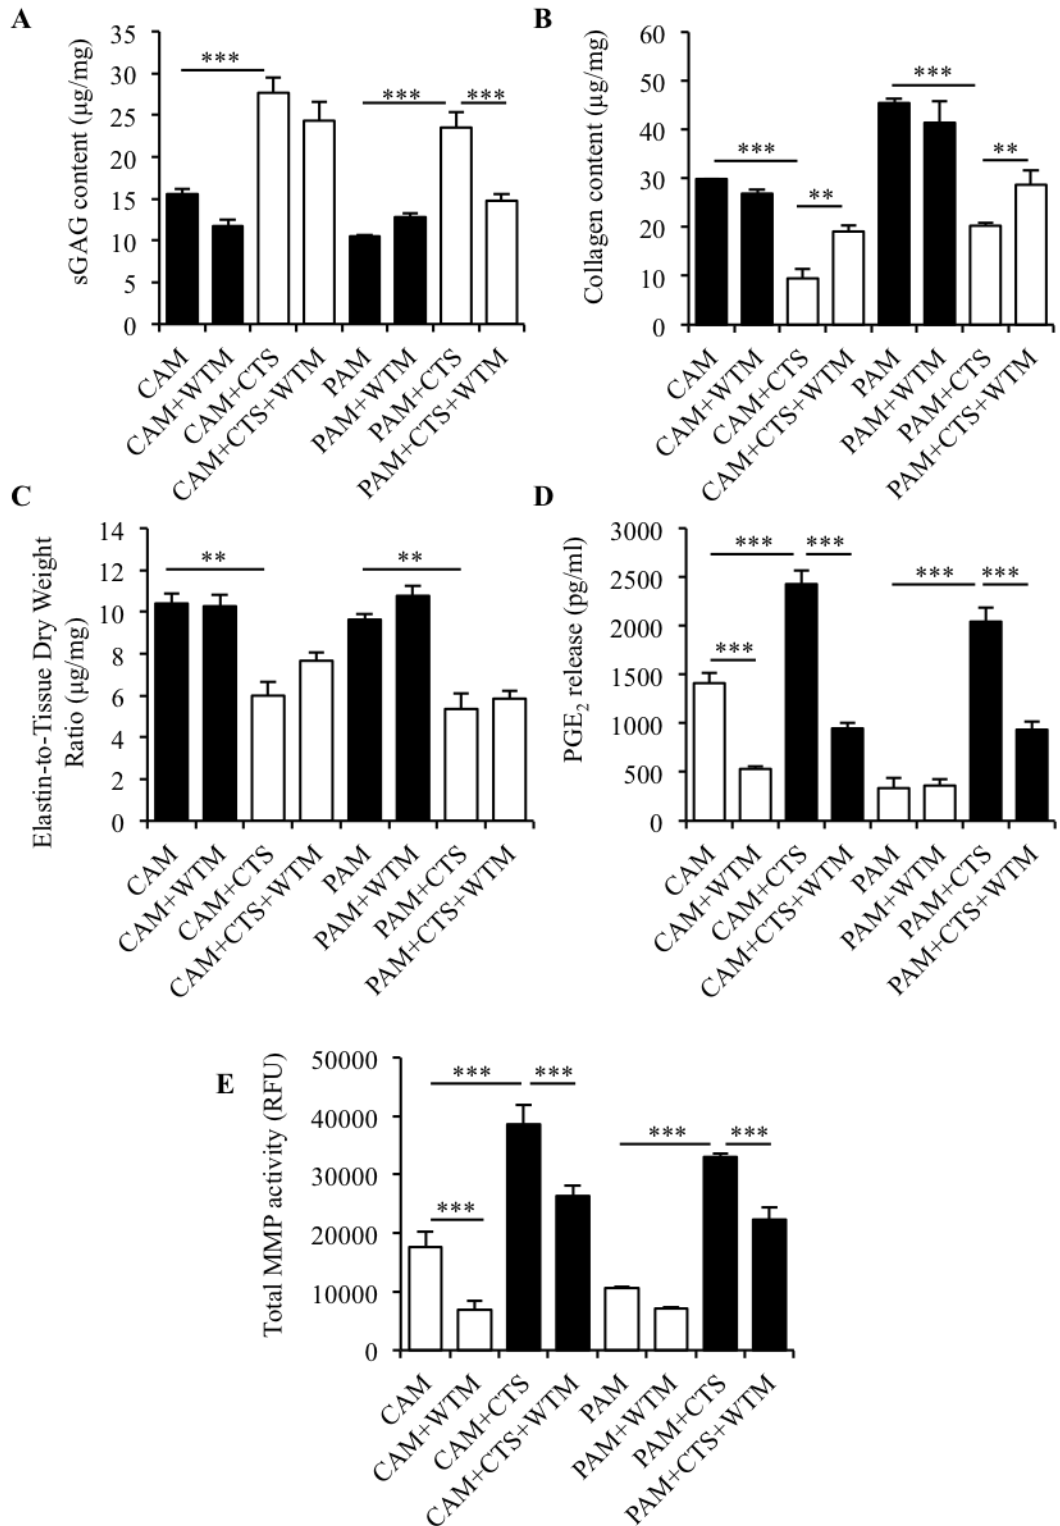 A
sGAG content (µg/mg)
35
30
25
20
15
10
5
0
***
***
***
CAM
CAM+WTM
CAM+CTS
CAM+CTS+WTM
PAM
PAM+WTM
PAM+CTS
PAM+CTS+WTM
B
Collagen content (µg/mg)
60
50
40
30
20
10
0
***
**
***
**
CAM
CAM+WTM
CAM+CTS
CAM+CTS+WTM
PAM
PAM+WTM
PAM+CTS
PAM+CTS+WTM
C
Elastin-to-Tissue Dry Weight
Ratio (µg/mg)
14
12
10
8
6
4
2
0
**
**
CAM
CAM+WTM
CAM+CTS
CAM+CTS+WTM
PAM
PAM+WTM
PAM+CTS
PAM+CTS+WTM
D
PGE₂ release (pg/ml)
3000
2500
2000
1500
1000
500
0
***
***
***
***
***
CAM
CAM+WTM
CAM+CTS
CAM+CTS+WTM
PAM
PAM+WTM
PAM+CTS
PAM+CTS+WTM
E
Total MMP activity (RFU)
50000
40000
30000
20000
10000
0
***
***
***
***
***
CAM
CAM+WTM
CAM+CTS
CAM+CTS+WTM
PAM
PAM+WTM
PAM+CTS
PAM+CTS+WTM